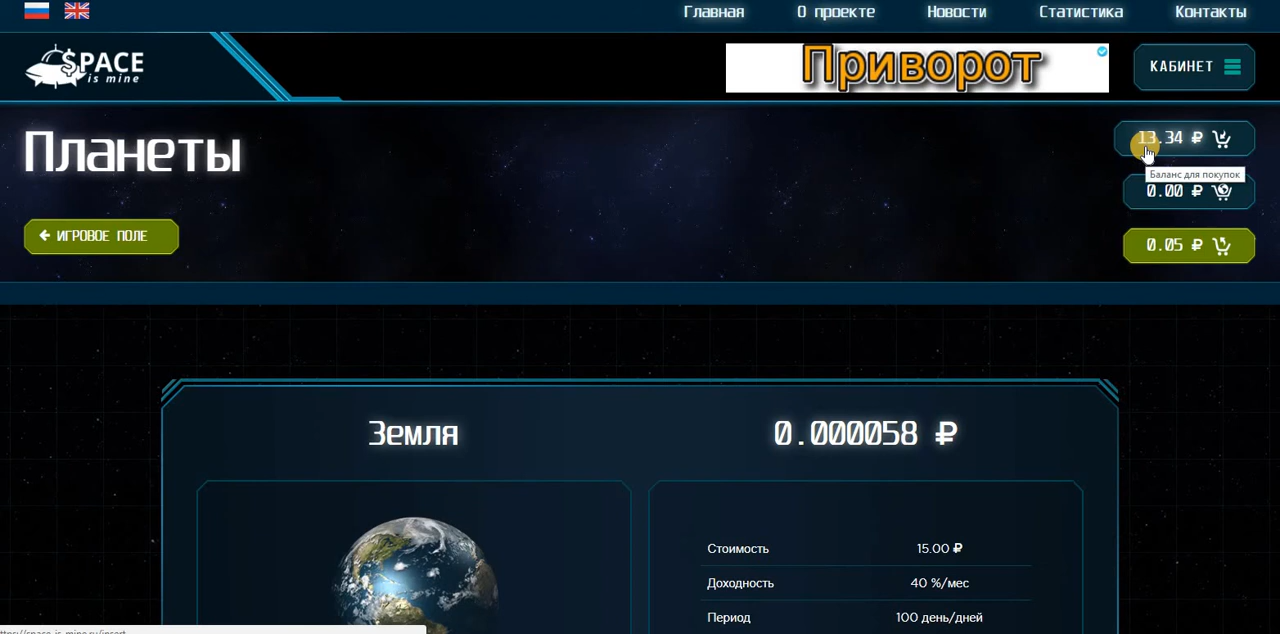 Главная
О проекте
Новости
Статистика
Контакты
$PACE
is mine
Приворот
КАБИНЕТ
Планеты
13.34 ₽
Баланс для покупок
0.00 ₽
ИГРОВОЕ ПОЛЕ
0.05 ₽
Земля
0.000058 ₽
Стоимость 15.00 ₽
Доходность 40 %/мес
Период 100 день/дней